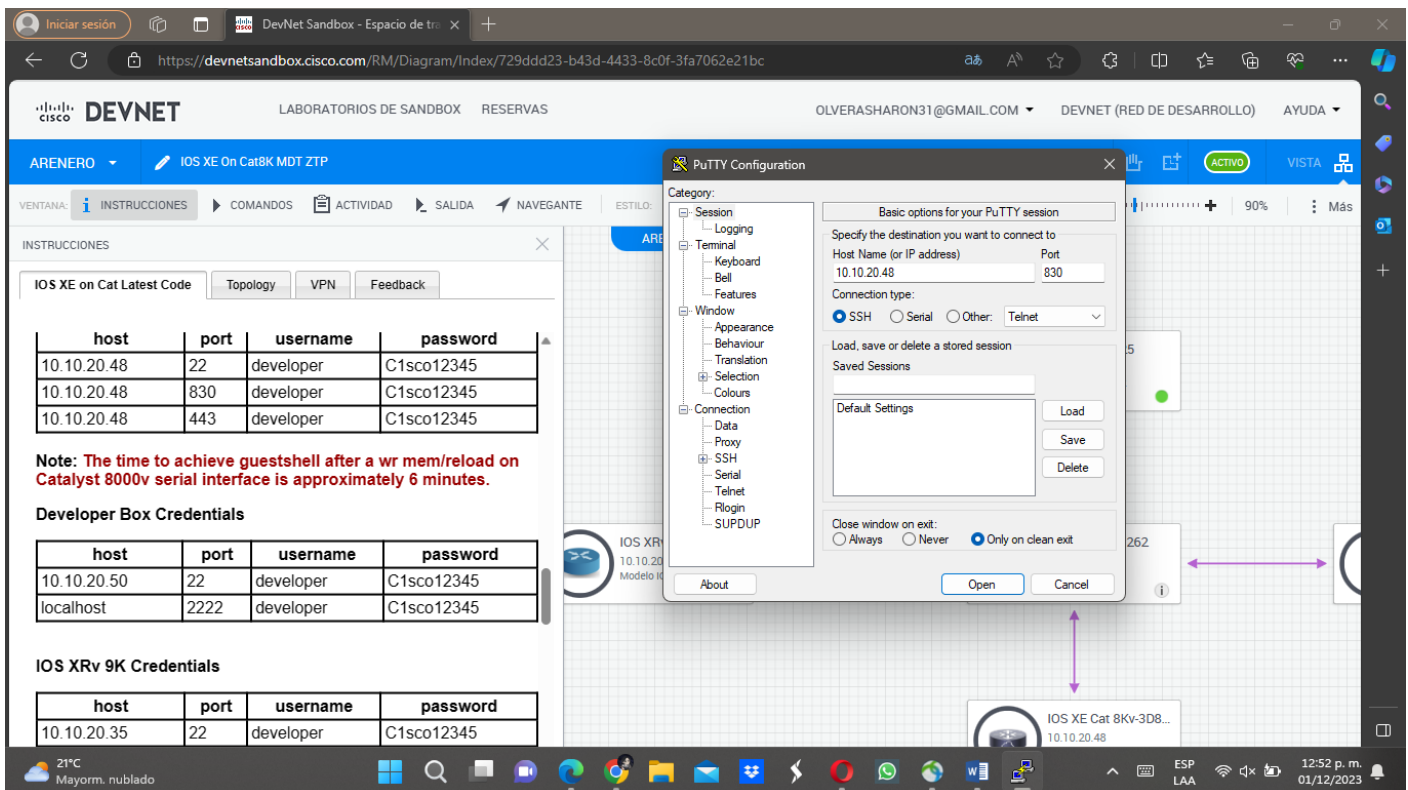 Iniciar sesión
DevNet Sandbox - Espacio de tra
https://devnetsandbox.cisco.com/RM/Diagram/Index/729ddd23-b43d-4433-8c0f-3fa7062e21bc
CISCO DEVNET
LABORATORIOS DE SANDBOX RESERVAS
OLVERASHARON31@GMAIL.COM
DEVNET (RED DE DESARROLLO)
AYUDA
ARENERO
IOS XE On Cat8K MDT ZTP
ACTIVO
VISTA
VENTANA: INSTRUCCIONES COMANDOS ACTIVIDAD SALIDA NAVEGANTE ESTILO:
90% Más
INSTRUCCIONES
IOS XE on Cat Latest Code Topology VPN Feedback
host port username password
10.10.20.48 22 developer C1sco12345
10.10.20.48 830 developer C1sco12345
10.10.20.48 443 developer C1sco12345
Note: The time to achieve guestshell after a wr mem/reload on
Catalyst 8000v serial interface is approximately 6 minutes.
Developer Box Credentials
host port username password
10.10.20.50 22 developer C1sco12345
localhost 2222 developer C1sco12345
IOS XRv 9K Credentials
host port username password
10.10.20.35 22 developer C1sco12345
PuTTY Configuration
Category:
Session
Logging
Terminal
Keyboard
Bell
Features
Window
Appearance
Behaviour
Translation
Selection
Colours
Connection
Data
Proxy
SSH
Serial
Telnet
Rlogin
SUPDUP
Basic options for your PuTTY session
Specify the destination you want to connect to
Host Name (or IP address) Port
10.10.20.48 830
Connection type:
SSH Serial Other: Telnet
Load, save or delete a stored session
Saved Sessions
Default Settings
Load
Save
Delete
Close window on exit:
Always Never Only on clean exit
About
Open Cancel
IOS XR
10.10.20
Modelo
262
IOS XE Cat 8Kv-3D8...
10.10.20.48
21°C
Mayorm. nublado
ESP
LAA
12:52 p. m.
01/12/2023